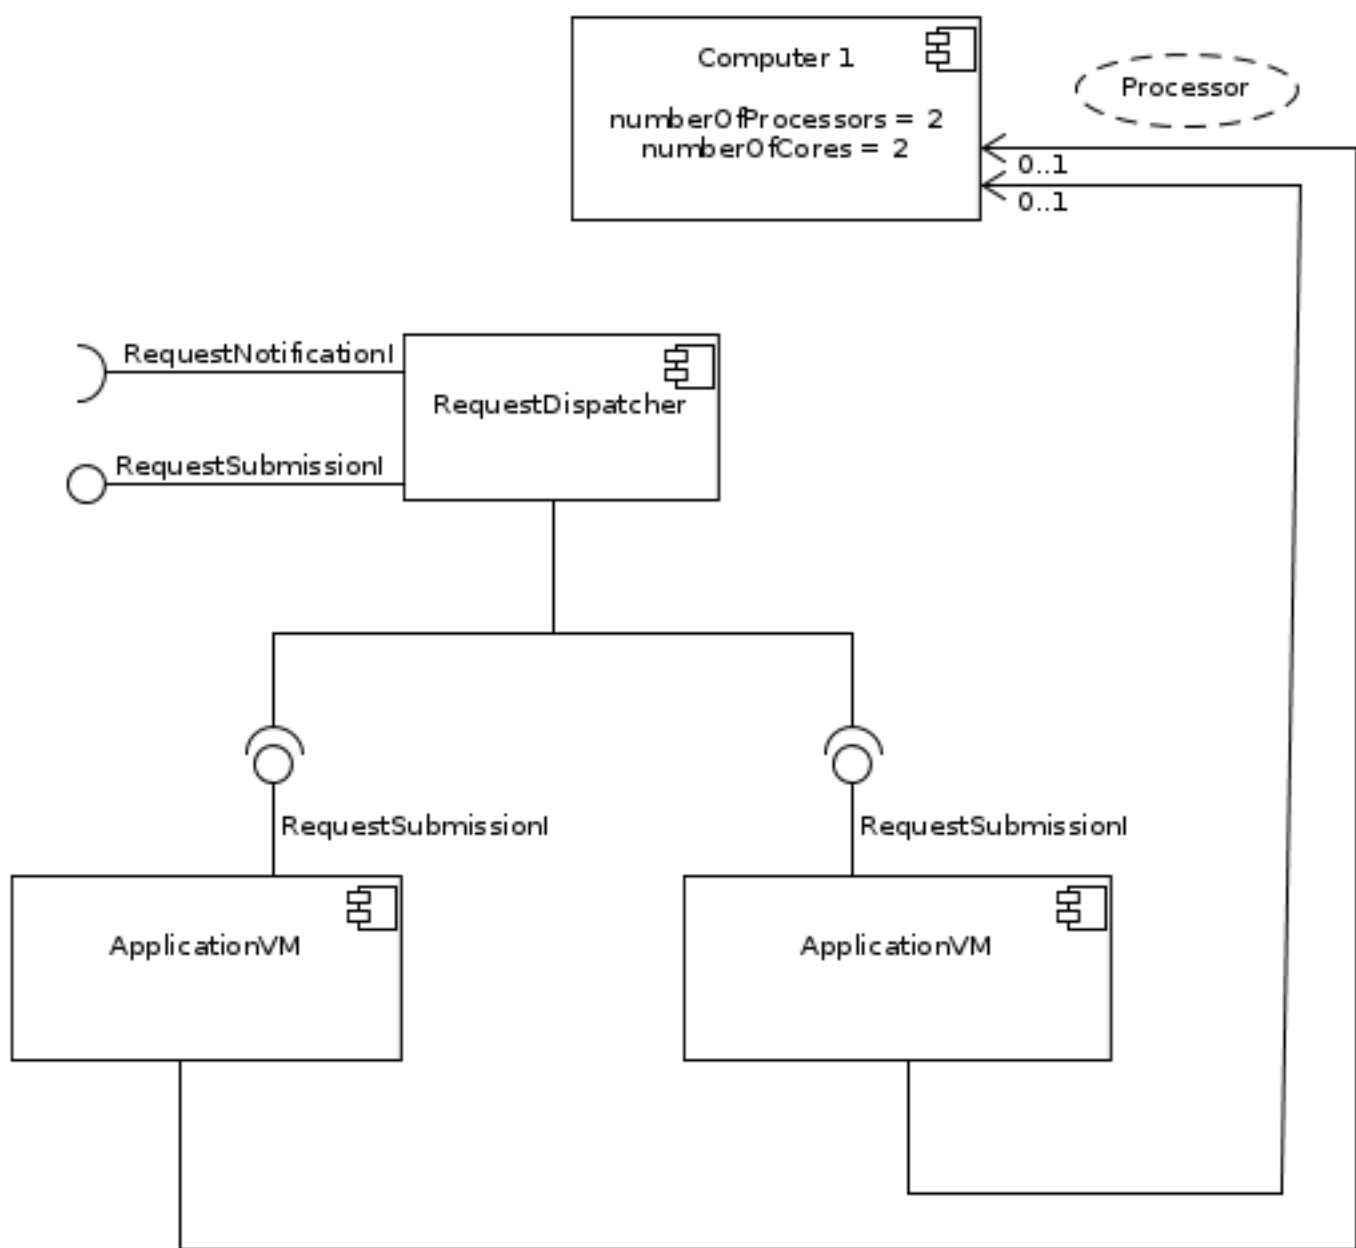 Computer 1
numberOfProcessors = 2
numberOfCores = 2
Processor
0..1
0..1
RequestNotificationI
RequestDispatcher
RequestSubmissionI
RequestSubmissionI
RequestSubmissionI
ApplicationVM
ApplicationVM